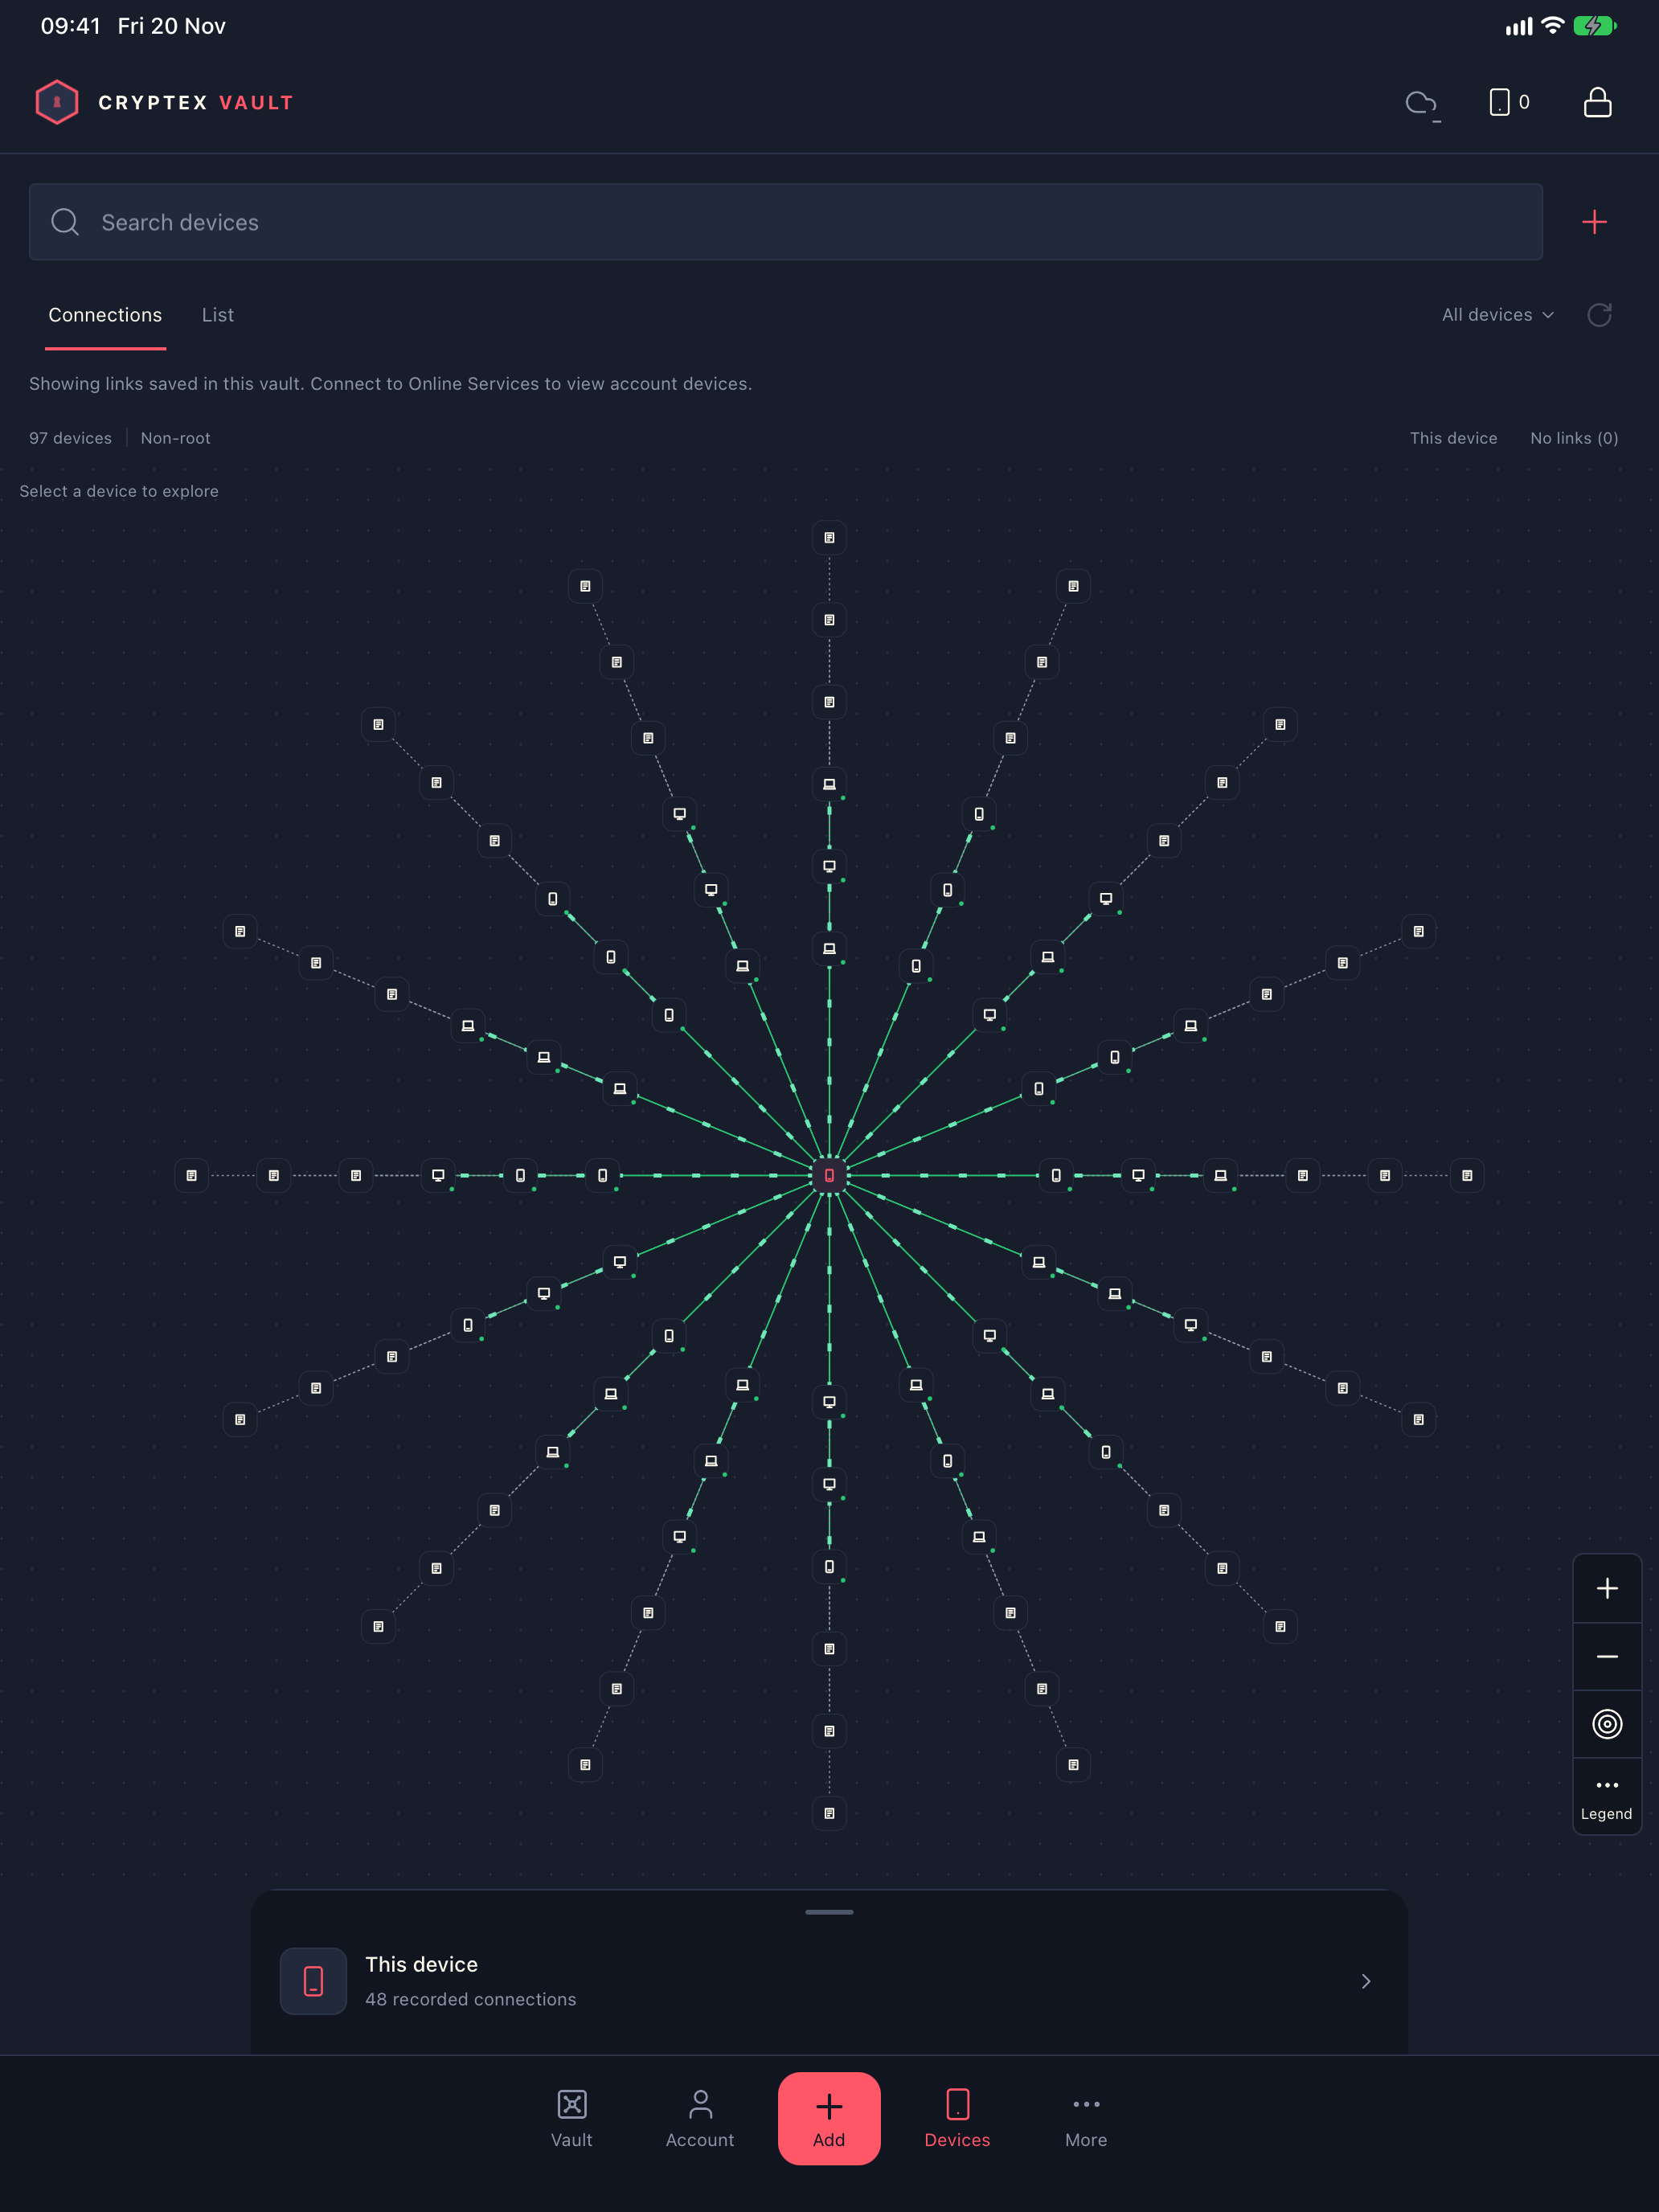 09:41 Fri 20 Nov
CRYPTEX VAULT
0
Search devices
Connections List All devices
Showing links saved in this vault. Connect to Online Services to view account devices.
97 devices Non-root This device No links (0)
Select a device to explore
Legend
This device
48 recorded connections
Vault Account Add Devices More